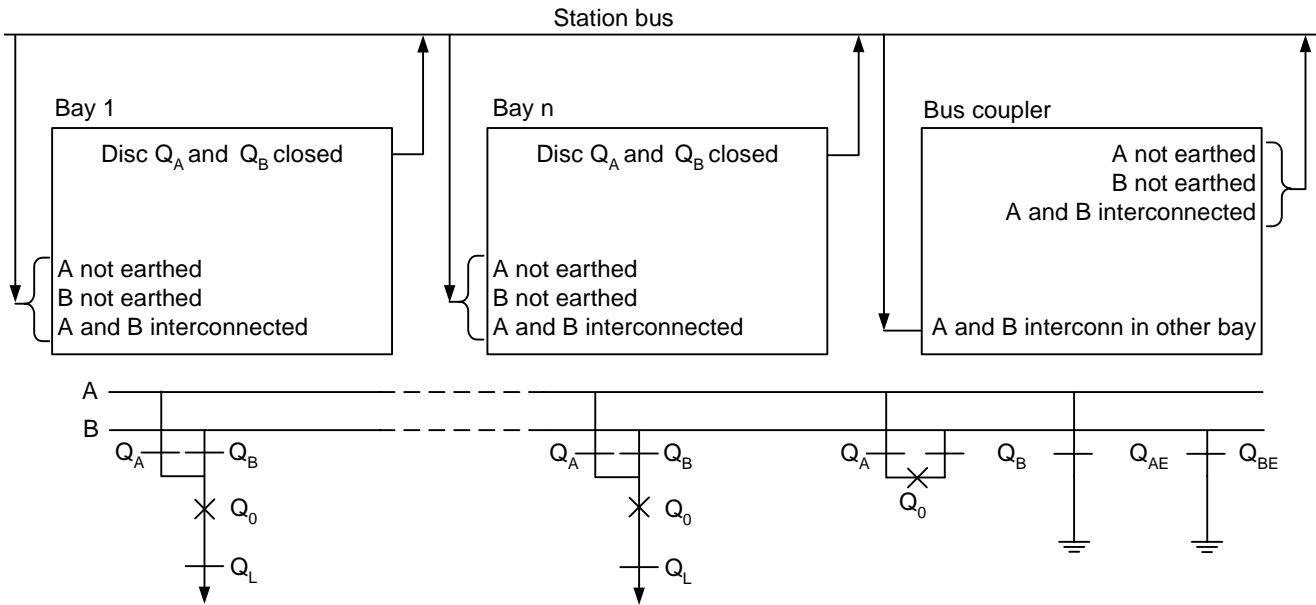 Station bus
Bay 1
Disc QA and QB closed
A not earthed
B not earthed
A and B interconnected
Bay n
Disc QA and QB closed
A not earthed
B not earthed
A and B interconnected
Bus coupler
A not earthed
B not earthed
A and B interconnected
A and B interconn in other bay
A
B
QA QB QA QB QA QB QAE QBE
Q0 Q0 Q0
QL QL